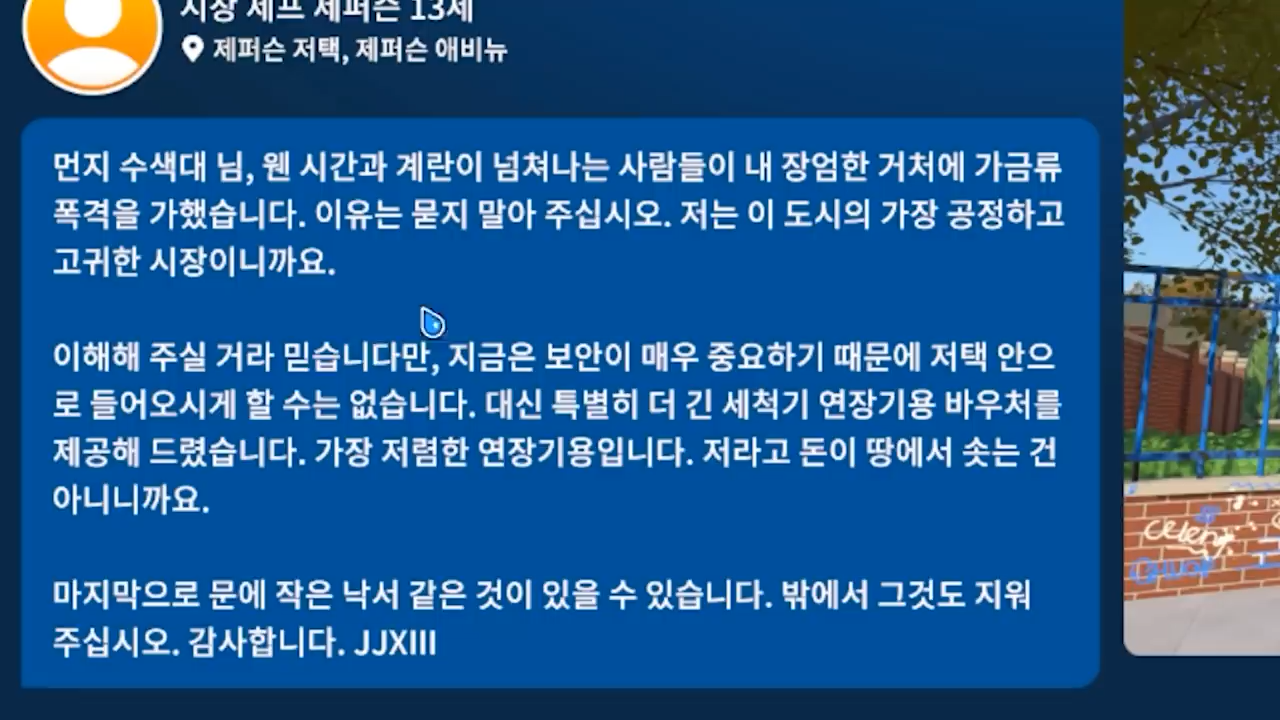 시장 제프 제퍼슨 13세
제퍼슨 저택, 제퍼슨 애비뉴
먼지 수색대 님, 웬 시간과 계란이 넘쳐나는 사람들이 내 장엄한 거처에 가금류
폭격을 가했습니다. 이유는 묻지 말아 주십시오. 저는 이 도시의 가장 공정하고
고귀한 시장이니까요.
이해해 주실 거라 믿습니다만, 지금은 보안이 매우 중요하기 때문에 저택 안으
로 들어오시게 할 수는 없습니다. 대신 특별히 더 긴 세척기 연장기용 바우처를
제공해 드렸습니다. 가장 저렴한 연장기용입니다. 저라고 돈이 땅에서 솟는 건
아니니까요.
마지막으로 문에 작은 낙서 같은 것이 있을 수 있습니다. 밖에서 그것도 지워
주십시오. 감사합니다. JJXIII